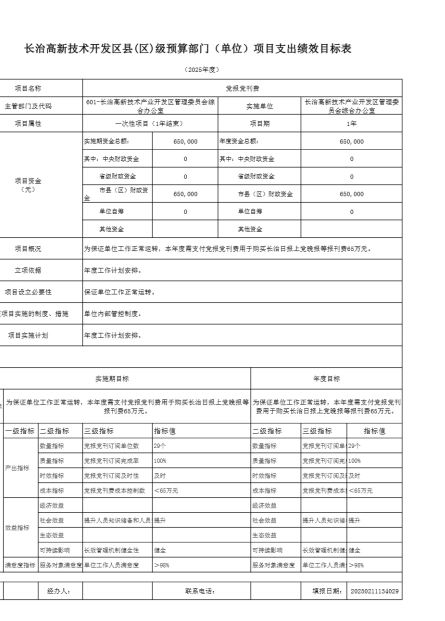 长治高新技术开发区县(区)级预算部门（单位）项目支出绩效目标表
（2025年度）
项目名称 党报党刊费
主管部门及代码 601-长治高新技术产业开发区管理委员会综合办公室 实施单位 长治高新技术产业开发区管理委员会综合办公室
项目属性 一次性项目（1年结束） 项目期 1年
项目资金（元） 实施期资金总额: 650,000 年度资金总额: 650,000
其中：中央财政资金 0 其中：中央财政资金 0
省级财政资金 0 省级财政资金 0
市县（区）财政资金 650,000 市县（区）财政资金 650,000
单位自筹 0 单位自筹 0
其他资金 其他资金
项目概况 为保证单位工作正常运转，本年度需支付党报党刊费用于购买长治日报上党晚报等报刊费65万元。
立项依据 年度工作计划安排。
项目设立必要性 保证单位工作正常运转。
项目实施的制度、措施 单位内部管控制度。
项目实施计划 年度工作计划安排。
实施期目标 年度目标
为保证单位工作正常运转，本年度需支付党报党刊费用于购买长治日报上党晚报等报刊费65万元。 为保证单位工作正常运转，本年度需支付党报党刊费用于购买长治日报上党晚报等报刊费65万元。
一级指标 二级指标 三级指标 指标值 二级指标 三级指标 指标值
产出指标 数量指标 党报党刊订阅单位数 29个 数量指标 党报党刊订阅单 29个
质量指标 党报党刊订阅完成率 100% 质量指标 党报党刊订阅完 100%
时效指标 党报党刊订阅及时性 及时 时效指标 党报党刊订阅及 及时
成本指标 党报党刊费成本控制数 <65万元 成本指标 党报党刊费成本 <65万元
效益指标 经济效益 经济效益
社会效益 提升人员知识储备和人员 提升 社会效益 提升人员知识储 提升
生态效益 生态效益
可持续影响 长效管理机制健全性 健全 可持续影响 长效管理机制健 健全
满意度指标 服务对象满意度 单位工作人员满意度 >98% 服务对象满意度 单位工作人员满 >98%
经办人： 联系电话： 填报日期： 20250211154029